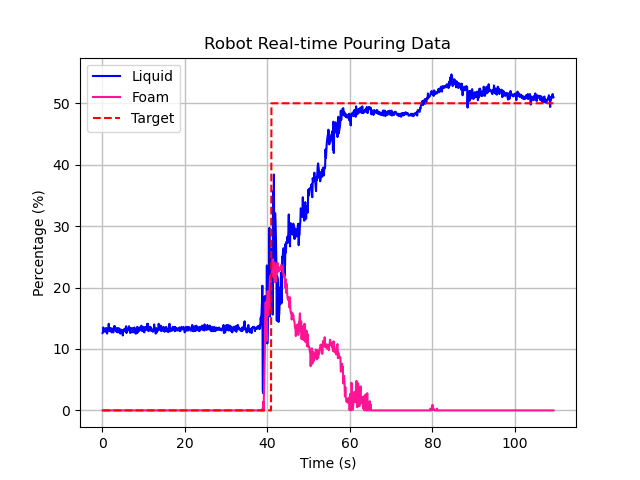 Robot Real-time Pouring Data
Liquid
Foam
Target
Percentage (%)
50
40
30
20
10
0
0 20 40 60 80 100
Time (s)